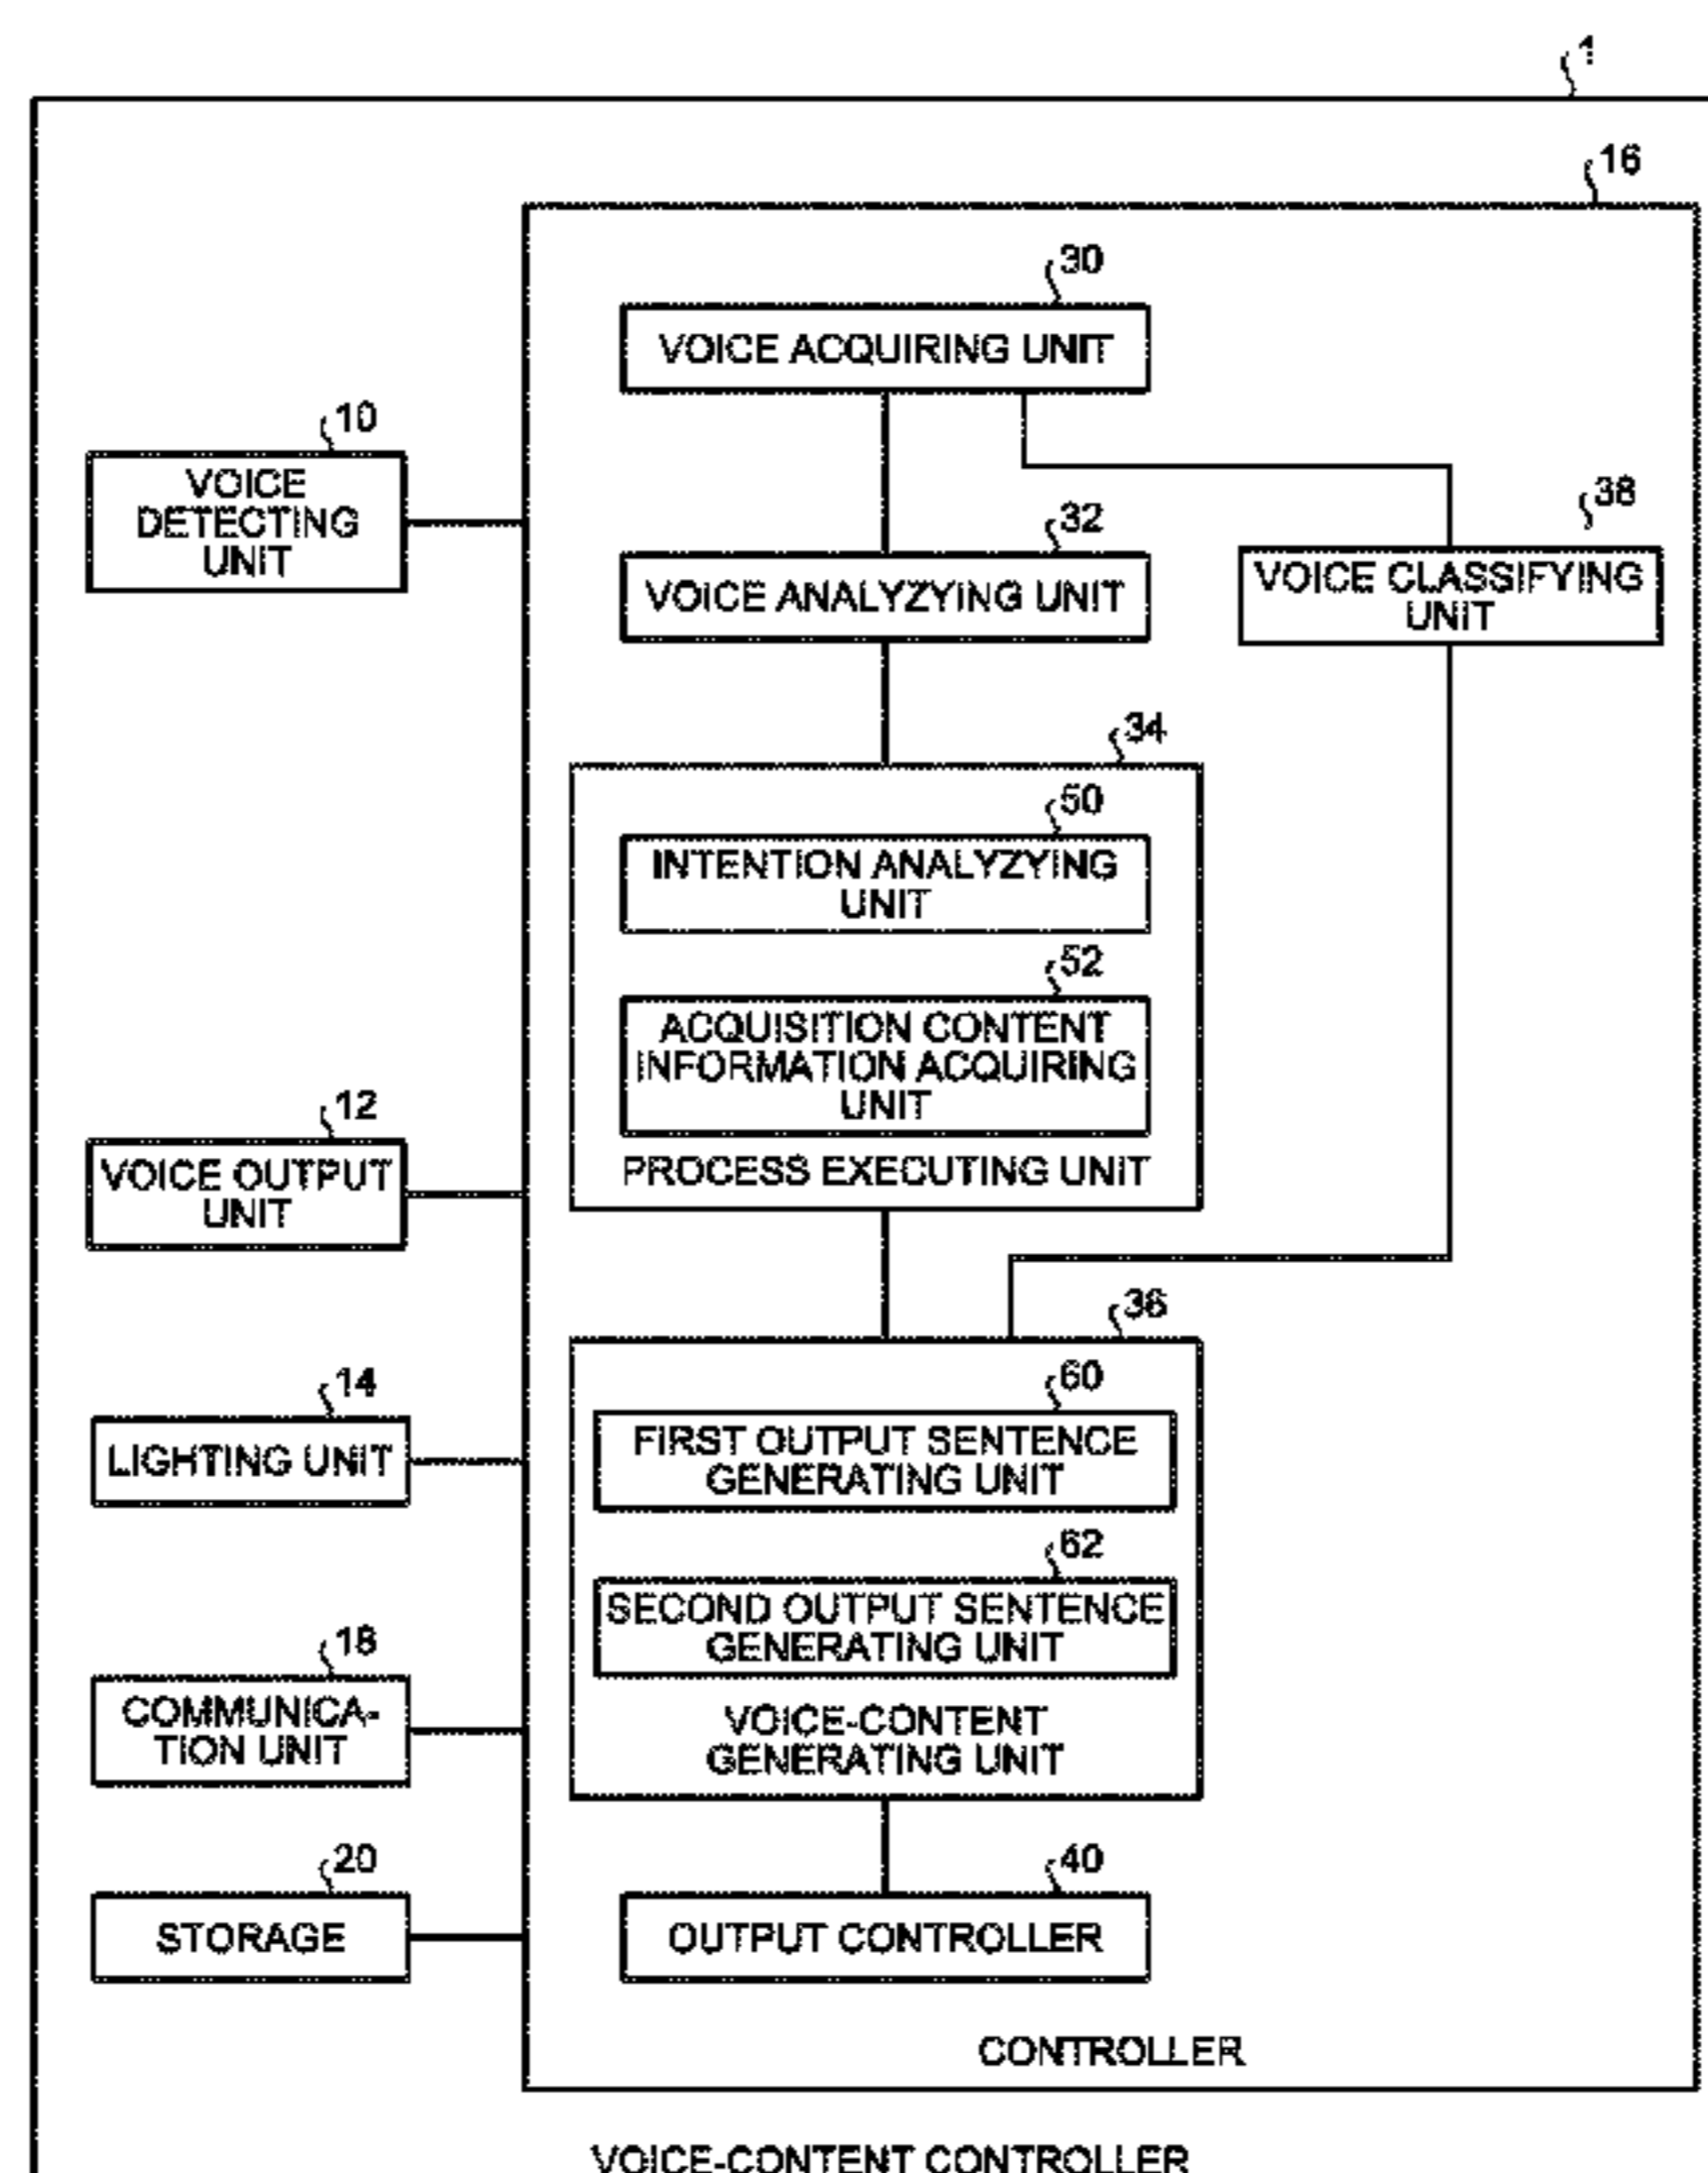 1
16
30
VOICE ACQUIRING UNIT
10
VOICE
DETECTING
UNIT
32
VOICE ANALYZYING UNIT
38
VOICE CLASSIFYING
UNIT
34
50
INTENTION ANALYZYING
UNIT
52
ACQUISITION CONTENT
INFORMATION ACQUIRING
UNIT
PROCESS EXECUTING UNIT
12
VOICE OUTPUT
UNIT
36
60
FIRST OUTPUT SENTENCE
GENERATING UNIT
14
LIGHTING UNIT
62
SECOND OUTPUT SENTENCE
GENERATING UNIT
VOICE-CONTENT
GENERATING UNIT
18
COMMUNICA-
TION UNIT
20
STORAGE
40
OUTPUT CONTROLLER
CONTROLLER
VOICE-CONTENT CONTROLLER